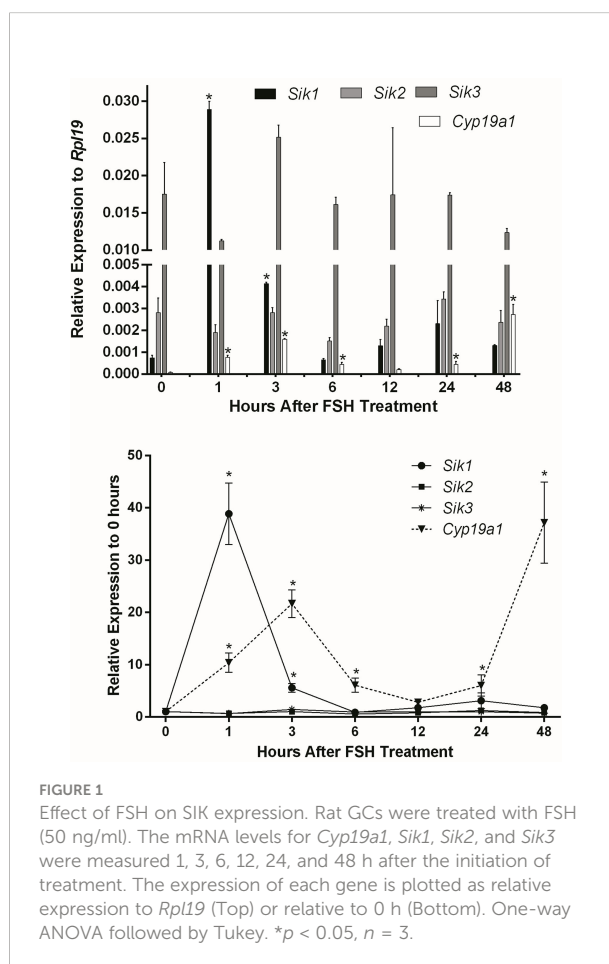 Relative Expression to Rpl19
0.030
0.025
0.020
0.015
0.010
0.005
0.004
0.003
0.002
0.001
0.000
Sik1 Sik2 Sik3
Cyp19a1
* * * * * * *
0 1 3 6 12 24 48
Hours After FSH Treatment
Relative Expression to 0 hours
50
40
30
20
10
0
Sik1
Sik2
Sik3
Cyp19a1
* * * * * * *
0 1 3 6 12 24 48
Hours After FSH Treatment
FIGURE 1
Effect of FSH on SIK expression. Rat GCs were treated with FSH
(50 ng/ml). The mRNA levels for Cyp19a1, Sik1, Sik2, and Sik3
were measured 1, 3, 6, 12, 24, and 48 h after the initiation of
treatment. The expression of each gene is plotted as relative
expression to Rpl19 (Top) or relative to 0 h (Bottom). One-way
ANOVA followed by Tukey. *p < 0.05, n = 3.